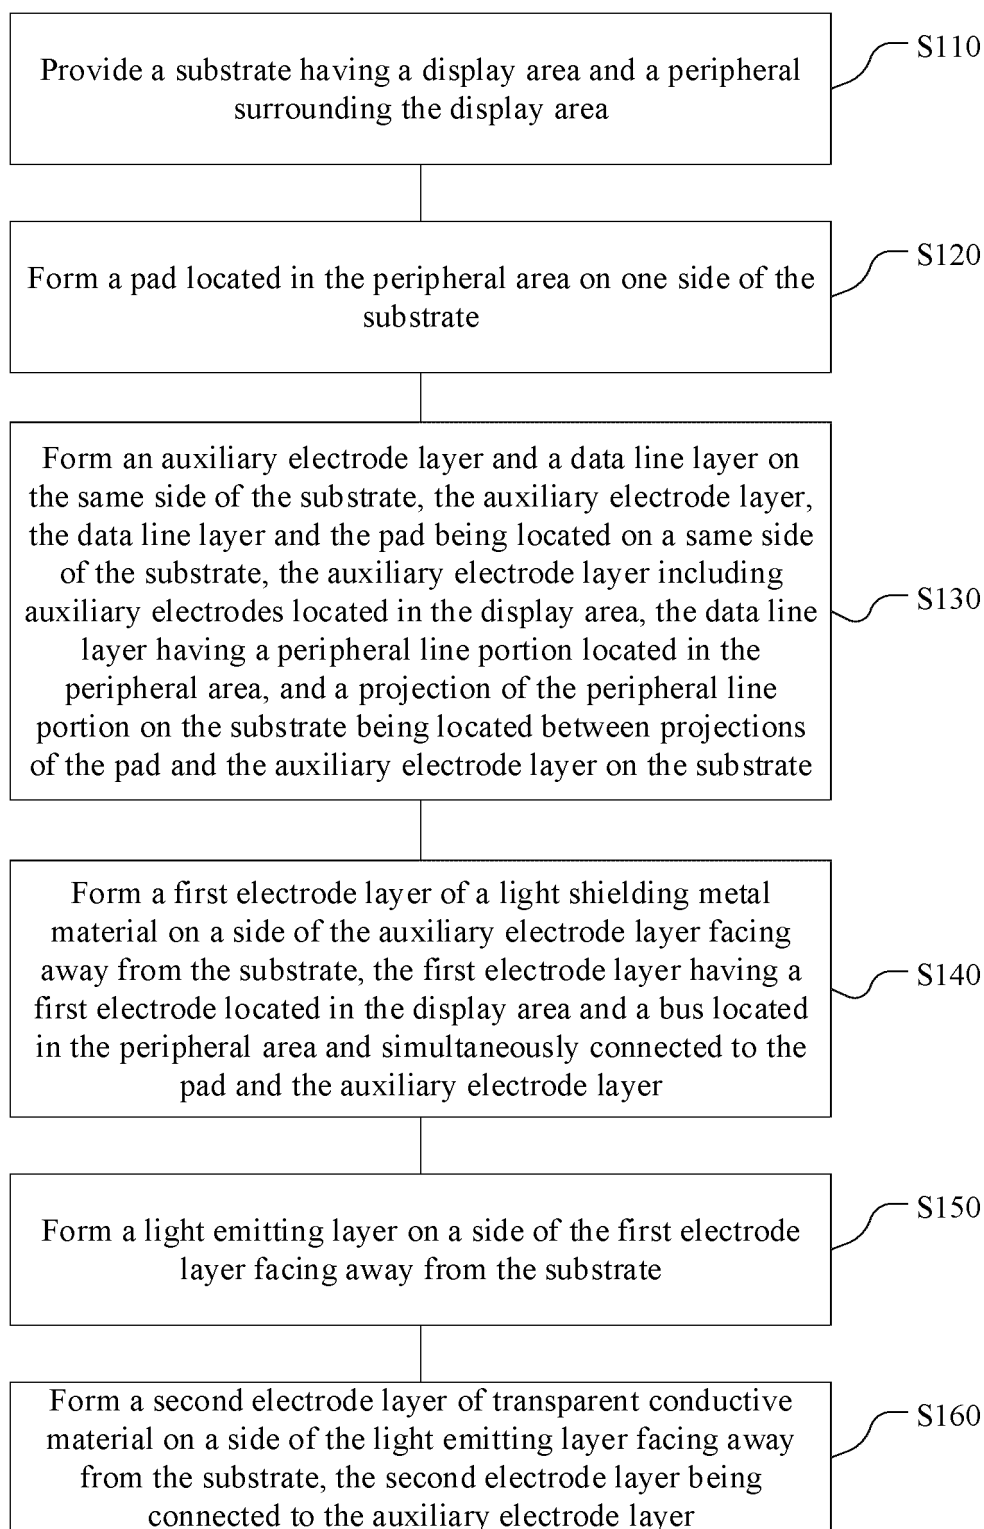 Provide a substrate having a display area and a peripheral
surrounding the display area
S110
Form a pad located in the peripheral area on one side of the
substrate
S120
Form an auxiliary electrode layer and a data line layer on
the same side of the substrate, the auxiliary electrode layer,
the data line layer and the pad being located on a same side
of the substrate, the auxiliary electrode layer including
auxiliary electrodes located in the display area, the data line
layer having a peripheral line portion located in the
peripheral area, and a projection of the peripheral line
portion on the substrate being located between projections
of the pad and the auxiliary electrode layer on the substrate
S130
Form a first electrode layer of a light shielding metal
material on a side of the auxiliary electrode layer facing
away from the substrate, the first electrode layer having a
first electrode located in the display area and a bus located
in the peripheral area and simultaneously connected to the
pad and the auxiliary electrode layer
S140
Form a light emitting layer on a side of the first electrode
layer facing away from the substrate
S150
Form a second electrode layer of transparent conductive
material on a side of the light emitting layer facing away
from the substrate, the second electrode layer being
connected to the auxiliary electrode layer
S160